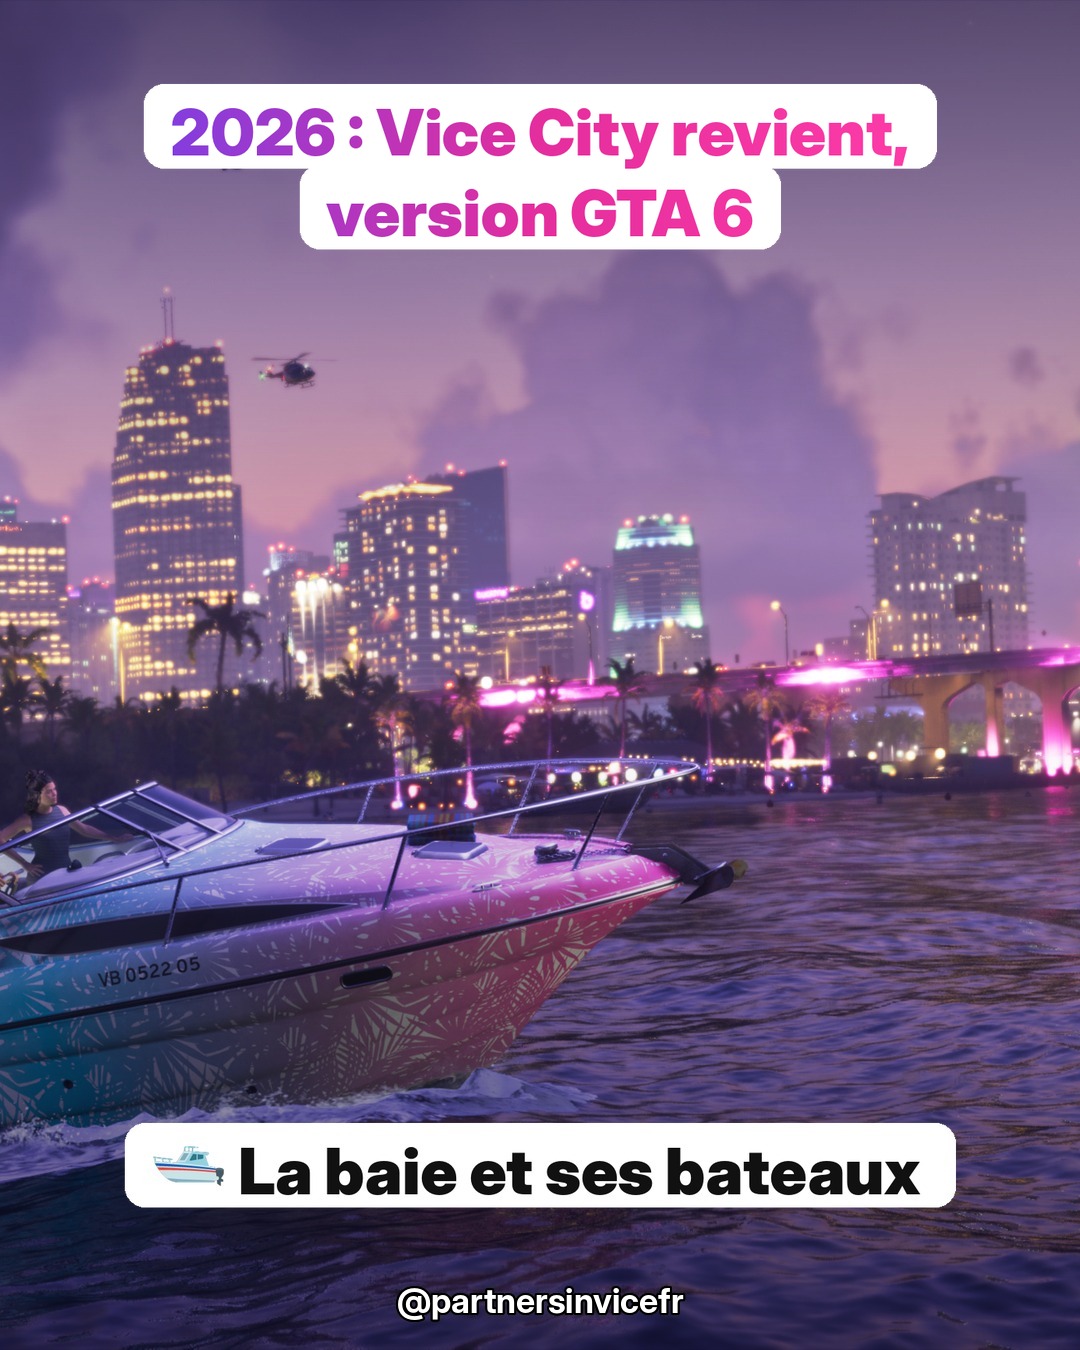 2026 : Vice City revient,
version GTA 6
VB 0522 05
🛥️ La baie et ses bateaux
@partnersinvicefr